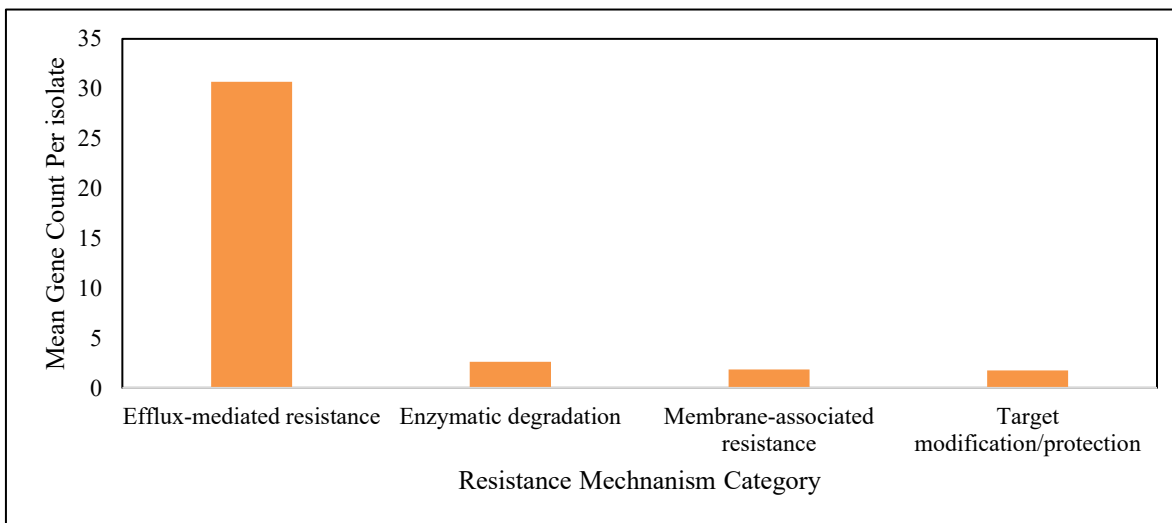 35
30
25
20
15
10
5
0
Mean Gene Count Per isolate
Efflux-mediated resistance
Enzymatic degradation
Membrane-associated
resistance
Target
modification/protection
Resistance Mechnanism Category